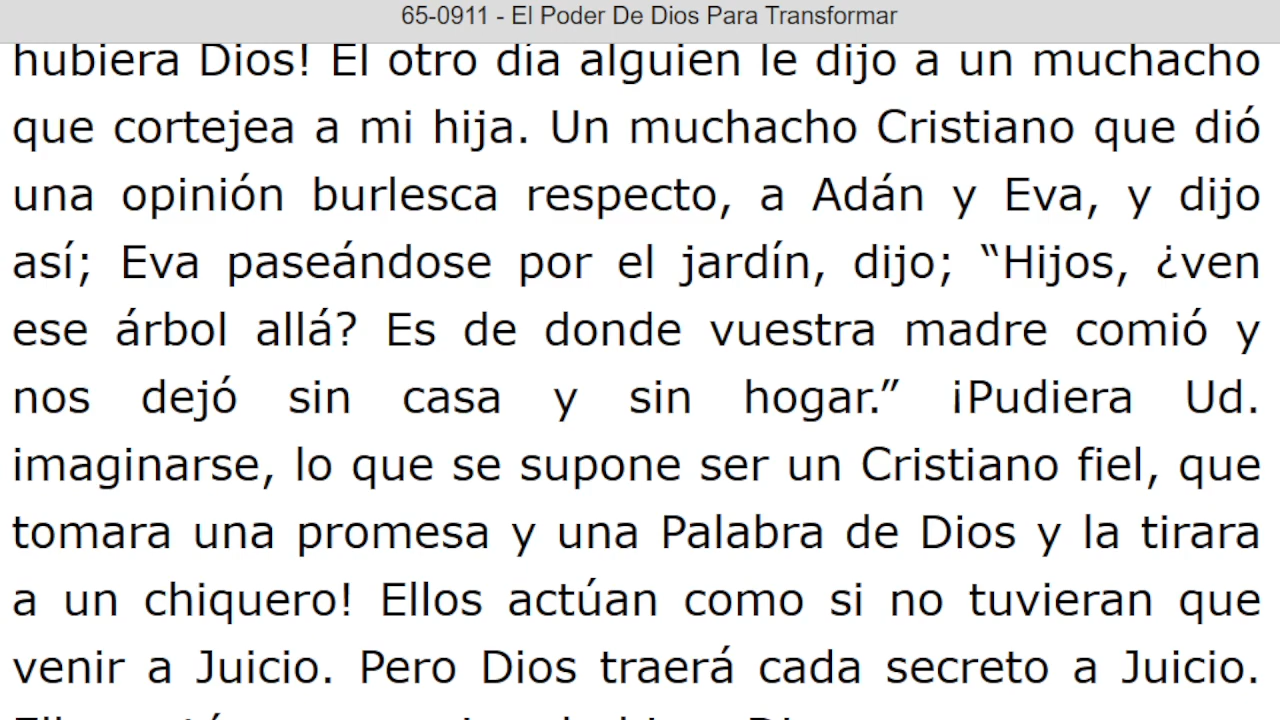 65-0911 - El Poder De Dios Para Transformar
hubiera Dios! El otro día alguien le dijo a un muchacho
que cortejea a mi hija. Un muchacho Cristiano que dió
una opinión burlesca respecto, a Adán y Eva, y dijo
así; Eva paseándose por el jardín, dijo; “Hijos, ¿ven
ese árbol allá? Es de donde vuestra madre comió y
nos dejó sin casa y sin hogar.” ¡Pudiera Ud.
imaginarse, lo que se supone ser un Cristiano fiel, que
tomara una promesa y una Palabra de Dios y la tirara
a un chiquero! Ellos actúan como si no tuvieran que
venir a Juicio. Pero Dios traerá cada secreto a Juicio.